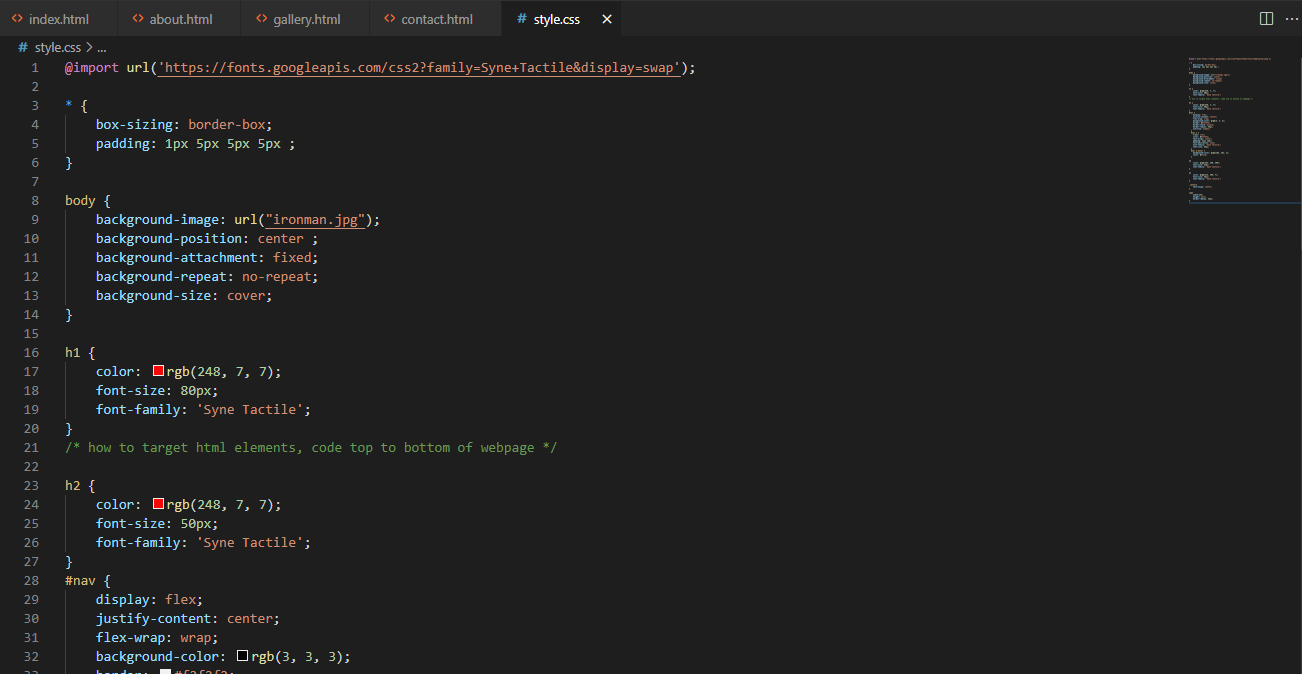 index.html about.html gallery.html contact.html # style.css ✕ ...
# style.css > ...
1 @import url('https://fonts.googleapis.com/css2?family=Syne+Tactile&display=swap');
2
3 * {
4 box-sizing: border-box;
5 padding: 1px 5px 5px 5px ;
6 }
7
8 body {
9 background-image: url("ironman.jpg");
10 background-position: center ;
11 background-attachment: fixed;
12 background-repeat: no-repeat;
13 background-size: cover;
14 }
15
16 h1 {
17 color: rgb(248, 7, 7);
18 font-size: 80px;
19 font-family: 'Syne Tactile';
20 }
21 /* how to target html elements, code top to bottom of webpage */
22
23 h2 {
24 color: rgb(248, 7, 7);
25 font-size: 50px;
26 font-family: 'Syne Tactile';
27 }
28 #nav {
29 display: flex;
30 justify-content: center;
31 flex-wrap: wrap;
32 background-color: rgb(3, 3, 3);
33 border: #f2f2f2;